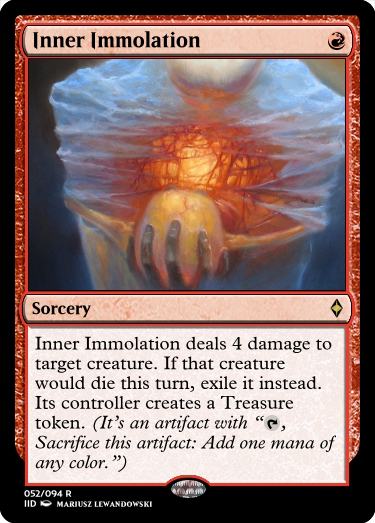 Inner Immolation
Sorcery
Inner Immolation deals 4 damage to
target creature. If that creature
would die this turn, exile it instead.
Its controller creates a Treasure
token. (It's an artifact with “,
Sacrifice this artifact: Add one mana of
any color.”)
052/094 R
IID MARIUSZ LEWANDOWSKI